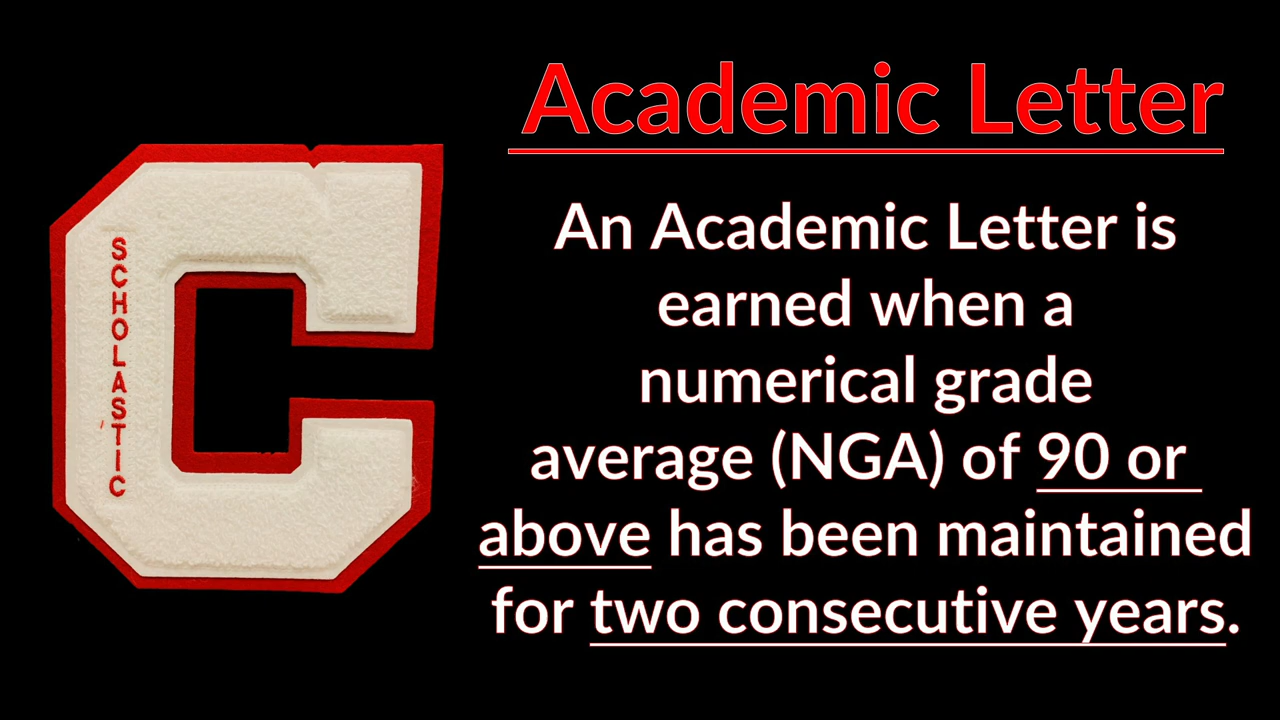 C
SCHOLASTIC
Academic Letter
An Academic Letter is
earned when a
numerical grade
average (NGA) of 90 or
above has been maintained
for two consecutive years.